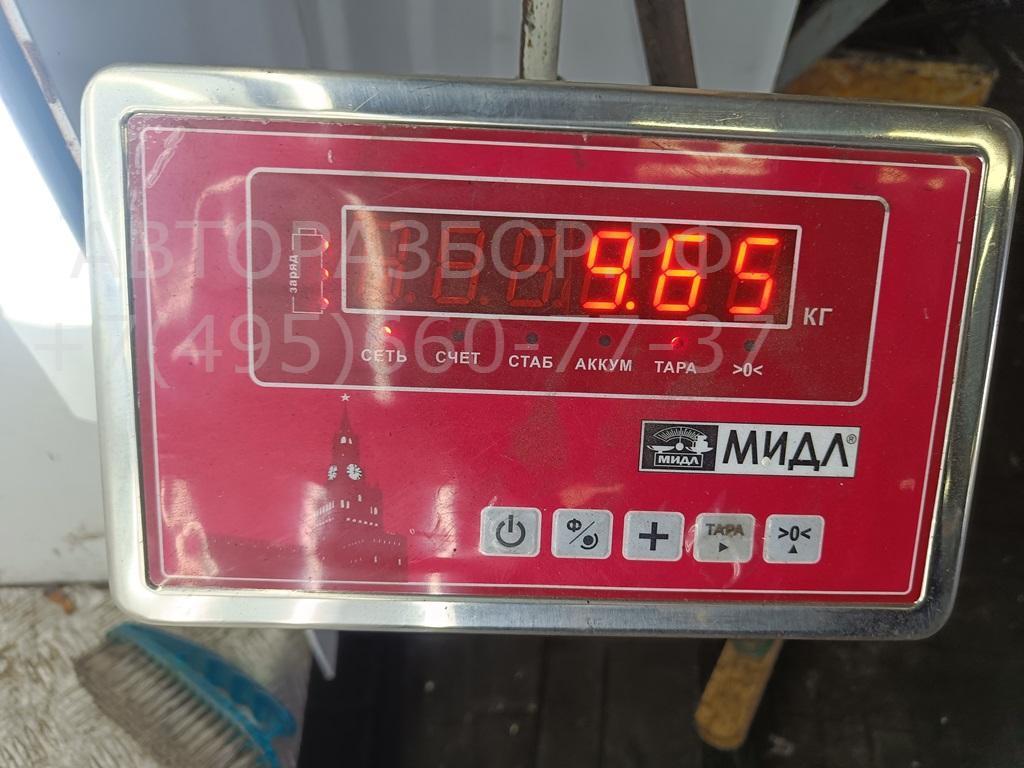 АВТОРАЗБОР.РФ
+7(495)560-77-37
заряд
9.65
КГ
СЕТЬ СЧЕТ СТАБ АККУМ ТАРА >0<
МИДЛ МИДЛ®
Ф/ + ТАРА >0<